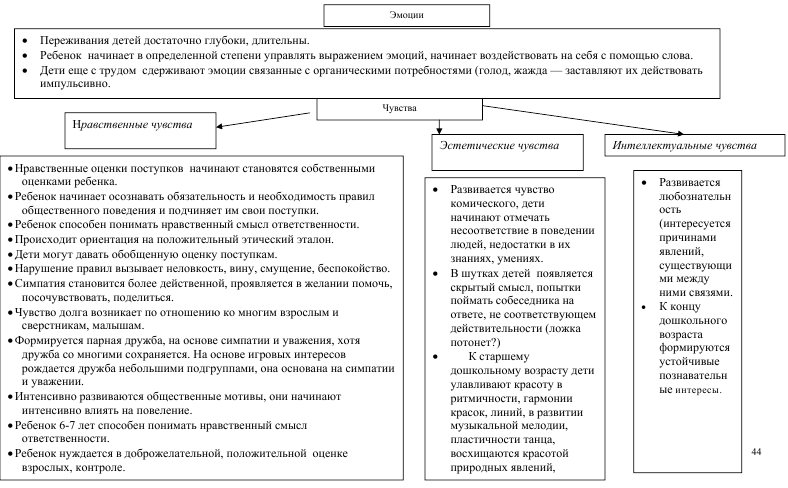 Эмоции
• Переживания детей достаточно глубоки, длительны.
• Ребенок начинает в определенной степени управлять выражением эмоций, начинает воздействовать на себя с помощью слова.
• Дети еще с трудом сдерживают эмоции связанные с органическими потребностями (голод, жажда — заставляют их действовать
импульсивно.
Чувства
Нравственные чувства
• Нравственные оценки поступков начинают становятся собственными
оценками ребенка.
• Ребенок начинает осознавать обязательность и необходимость правил
общественного поведения и подчиняет им свои поступки.
• Ребенок способен понимать нравственный смысл ответственности.
• Происходит ориентация на положительный этический эталон.
• Дети могут давать обобщенную оценку поступкам.
• Нарушение правил вызывает неловкость, вину, смущение, беспокойство.
• Симпатия становится более действенной, проявляется в желании помочь,
посочувствовать, поделиться.
• Чувство долга возникает по отношению ко многим взрослым и
сверстникам, малышам.
• Формируется парная дружба, на основе симпатии и уважения, хотя
дружба со многими сохраняется. На основе игровых интересов
рождается дружба небольшими подгруппами, она основана на симпатии
и уважении.
• Интенсивно развиваются общественные мотивы, они начинают
интенсивно влиять на повеление.
• Ребенок 6-7 лет способен понимать нравственный смысл
ответственности.
• Ребенок нуждается в доброжелательной, положительной оценке
взрослых, контроле.
Эстетические чувства
• Развивается чувство
комического, дети
начинают отмечать
несоответствие в поведении
людей, недостатки в их
знаниях, умениях.
• В шутках детей появляется
скрытый смысл, попытки
поймать собеседника на
ответе, не соответствующем
действительности (ложка
потонет?)
• К старшему
дошкольному возрасту дети
улавливают красоту в
ритмичности, гармонии
красок, линий, в развитии
музыкальной мелодии,
пластичности танца,
восхищаются красотой
природных явлений,
Интеллектуальные чувства
• Развивается
любознательн
ость
(интересуется
причинами
явлений,
существующи
ми между
ними связями.
• К концу
дошкольного
возраста
формируются
устойчивые
познавательн
ые интересы.
44